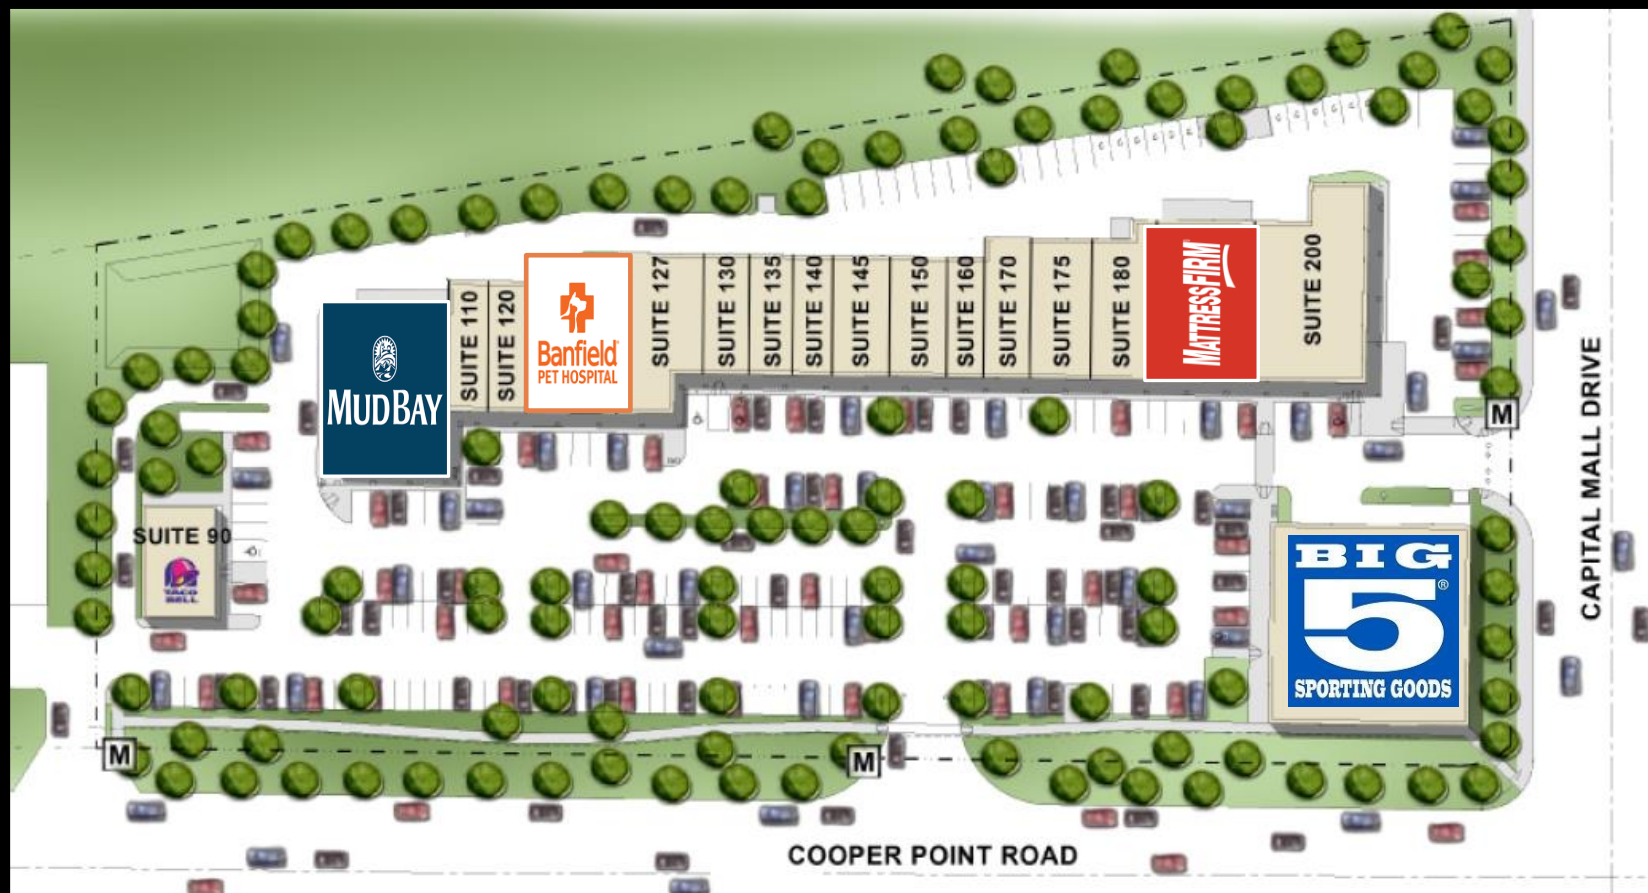 SUITE 110
SUITE 120
SUITE 127
SUITE 130
SUITE 135
SUITE 140
SUITE 145
SUITE 150
SUITE 160
SUITE 170
SUITE 175
SUITE 180
MATTRESSFIRM
SUITE 200
MUDBAY
Banfield
PET HOSPITAL
M
CAPITAL MALL DRIVE
SUITE 90
TACO
BELL
BIG
5®
SPORTING GOODS
M
M
COOPER POINT ROAD